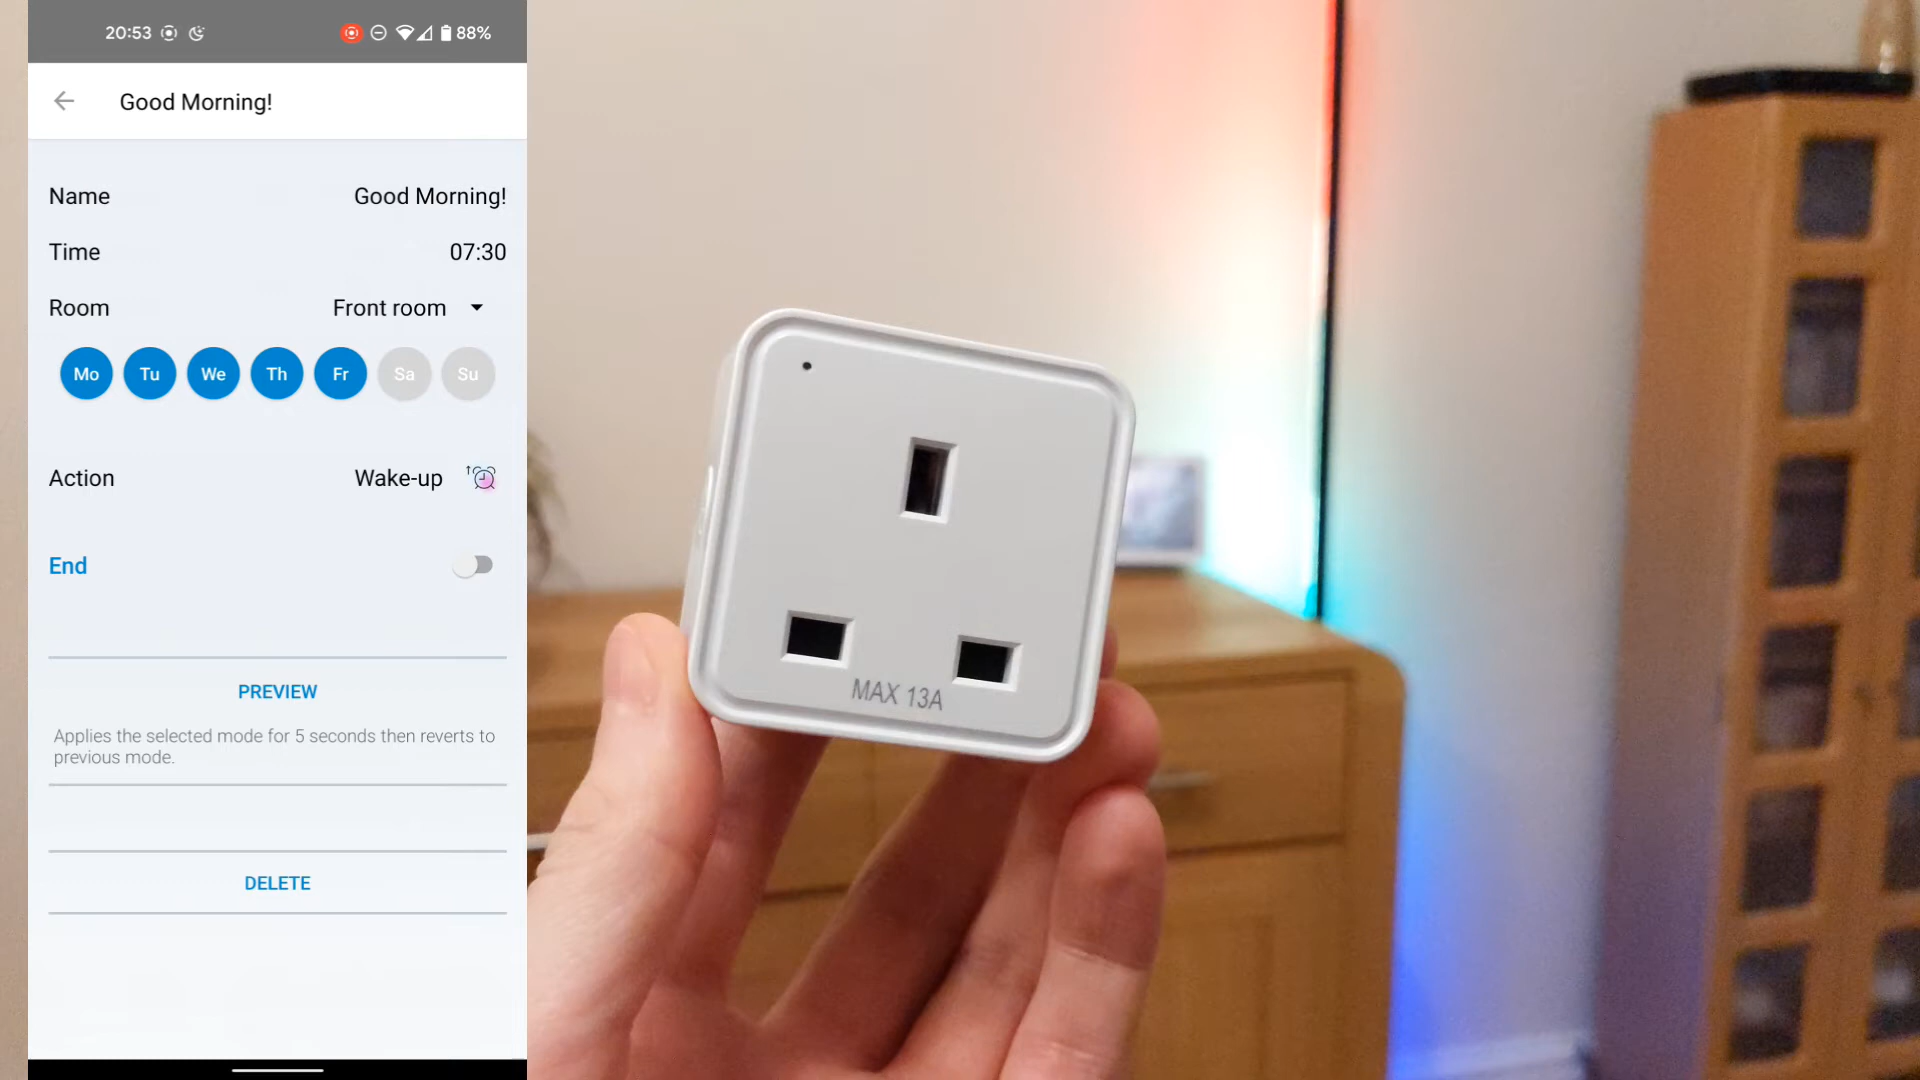 20:53 88%
Good Morning!
Name Good Morning!
Time 07:30
Room Front room
Mo Tu We Th Fr Sa Su
Action Wake-up
End
PREVIEW
Applies the selected mode for 5 seconds then reverts to
previous mode.
DELETE
MAX 13A